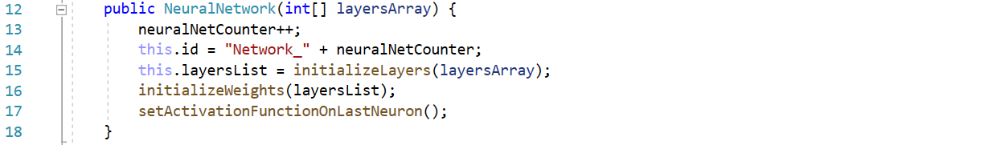 12 public NeuralNetwork(int[] layersArray) {
13 neuralNetCounter++;
14 this.id = "Network_" + neuralNetCounter;
15 this.layersList = initializeLayers(layersArray);
16 initializeWeights(layersList);
17 setActivationFunctionOnLastNeuron();
18 }